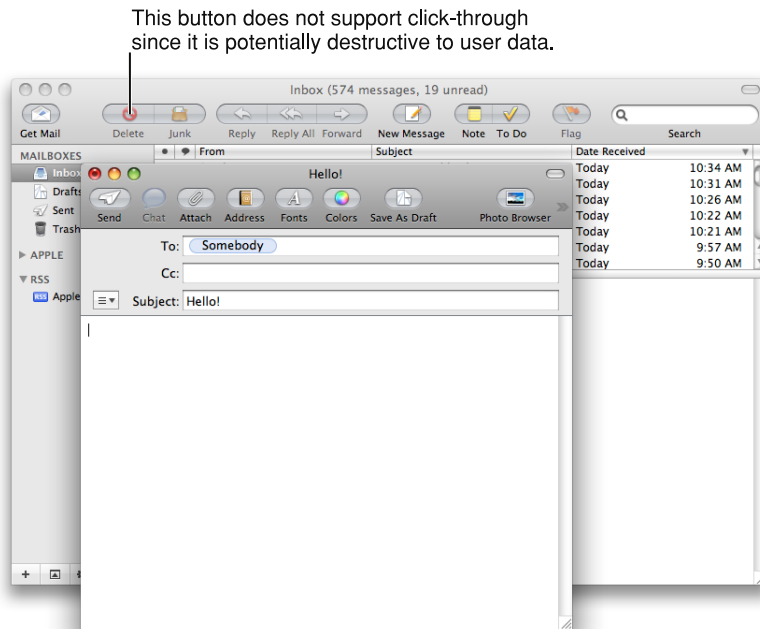 This button does not support click-through
since it is potentially destructive to user data.
Inbox (574 messages, 19 unread)
Get Mail Delete Junk Reply Reply All Forward New Message Note To Do Flag Search
MAILBOXES From Subject Date Received
Inbox
Drafts
Sent
Trash
APPLE
RSS
RSS Apple
Today 10:34 AM
Today 10:31 AM
Today 10:26 AM
Today 10:22 AM
Today 10:21 AM
Today 9:57 AM
Today 9:50 AM
Hello!
Send Chat Attach Address Fonts Colors Save As Draft Photo Browser
To: Somebody
Cc:
Subject: Hello!